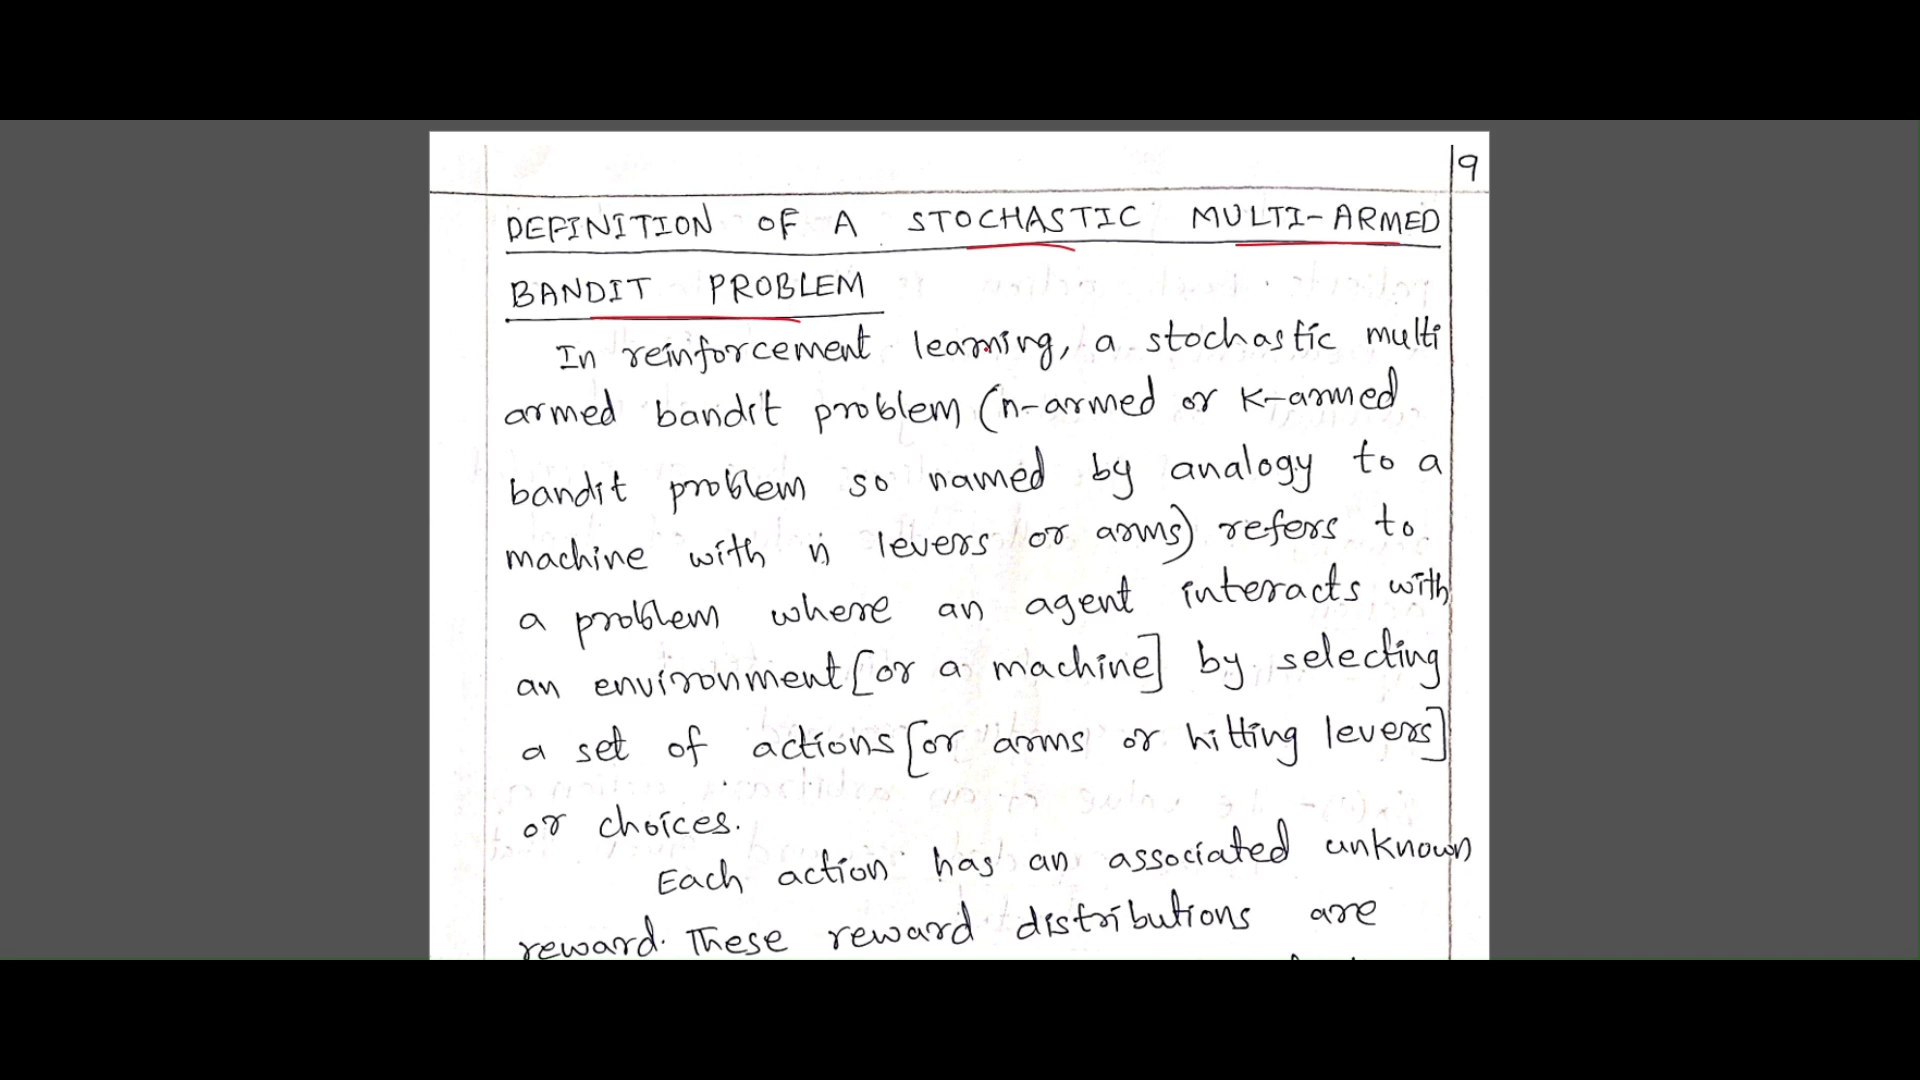 9
DEFINITION OF A STOCHASTIC MULTI-ARMED
BANDIT PROBLEM
In reinforcement learning, a stochastic multi
armed bandit problem (n-armed or K-armed
bandit problem so named by analogy to a
machine with n levers or arms) refers to
a problem where an agent interacts with
an environment [or a machine] by selecting
a set of actions [or arms or hitting levers]
or choices.
Each action has an associated unknown
reward. These reward distributions are